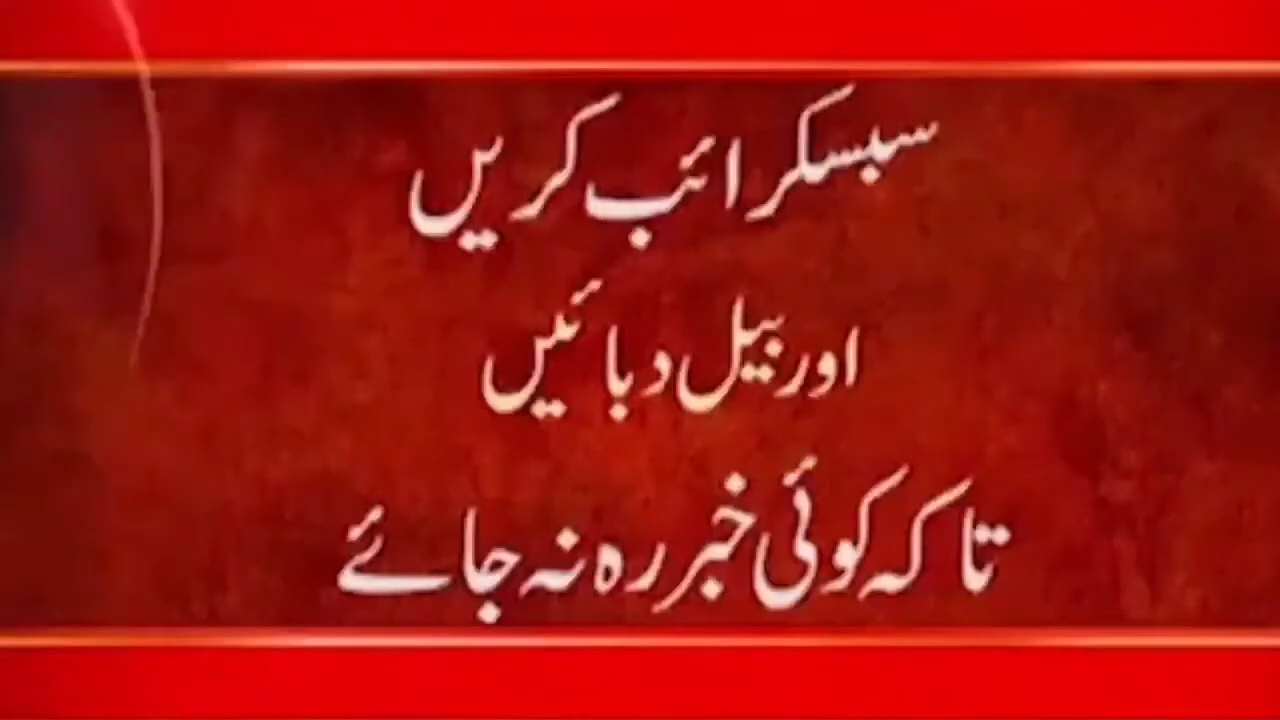 سبسکرائب کریں
اور بیل دبائیں
تاکہ کوئی خبر رہ نہ جائے